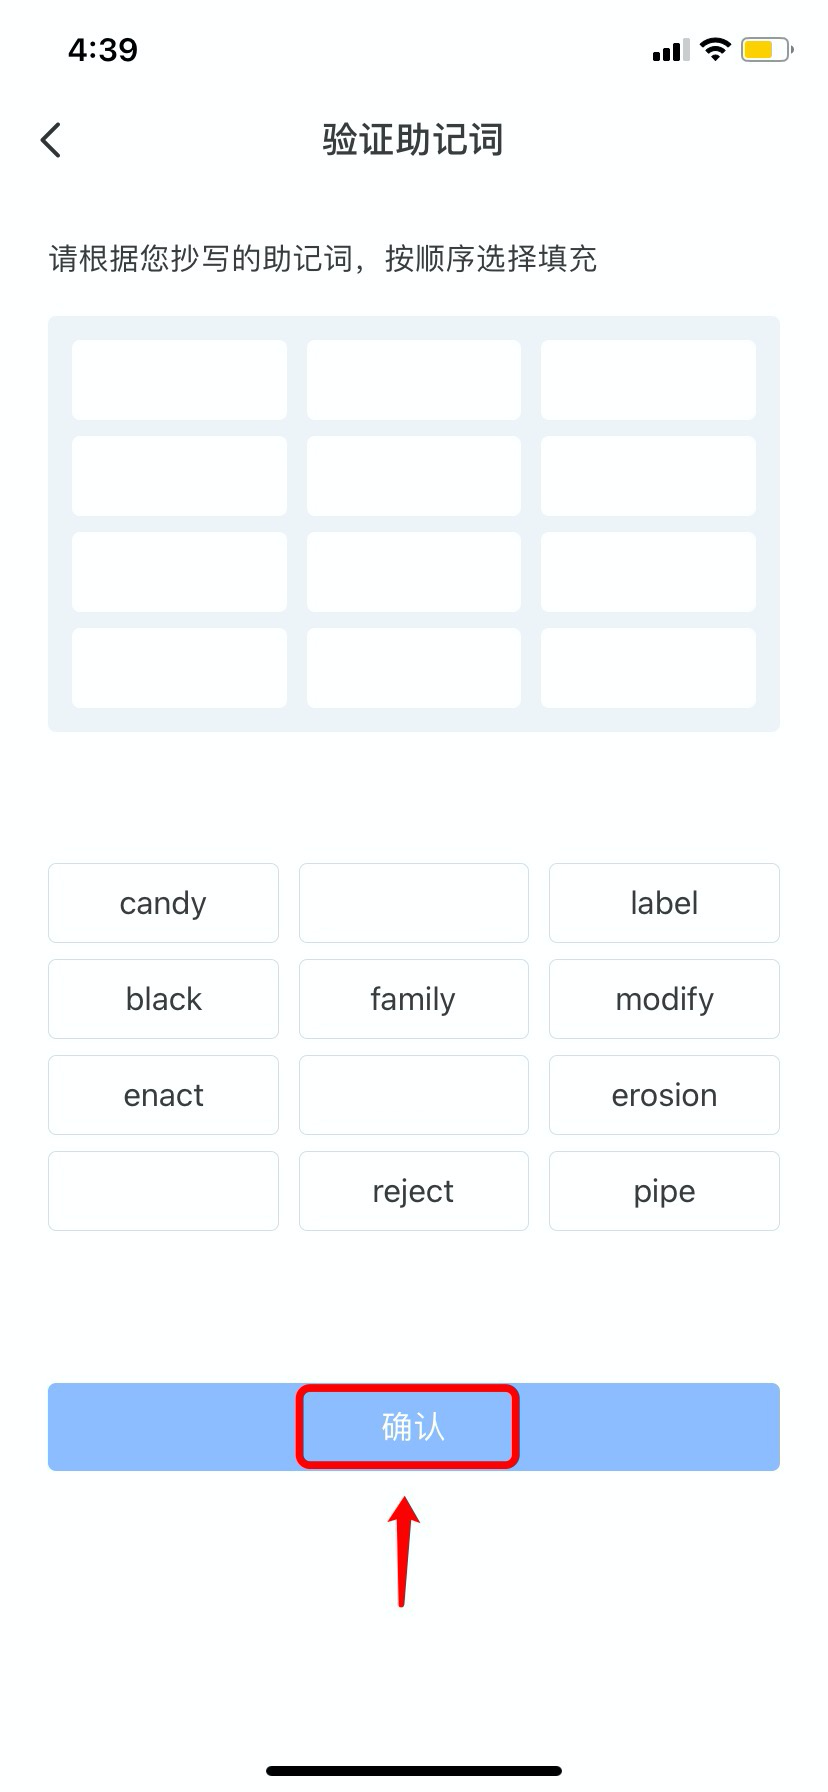 4:39
验证助记词
请根据您抄写的助记词，按顺序选择填充
candy label
black family modify
enact erosion
reject pipe
确认